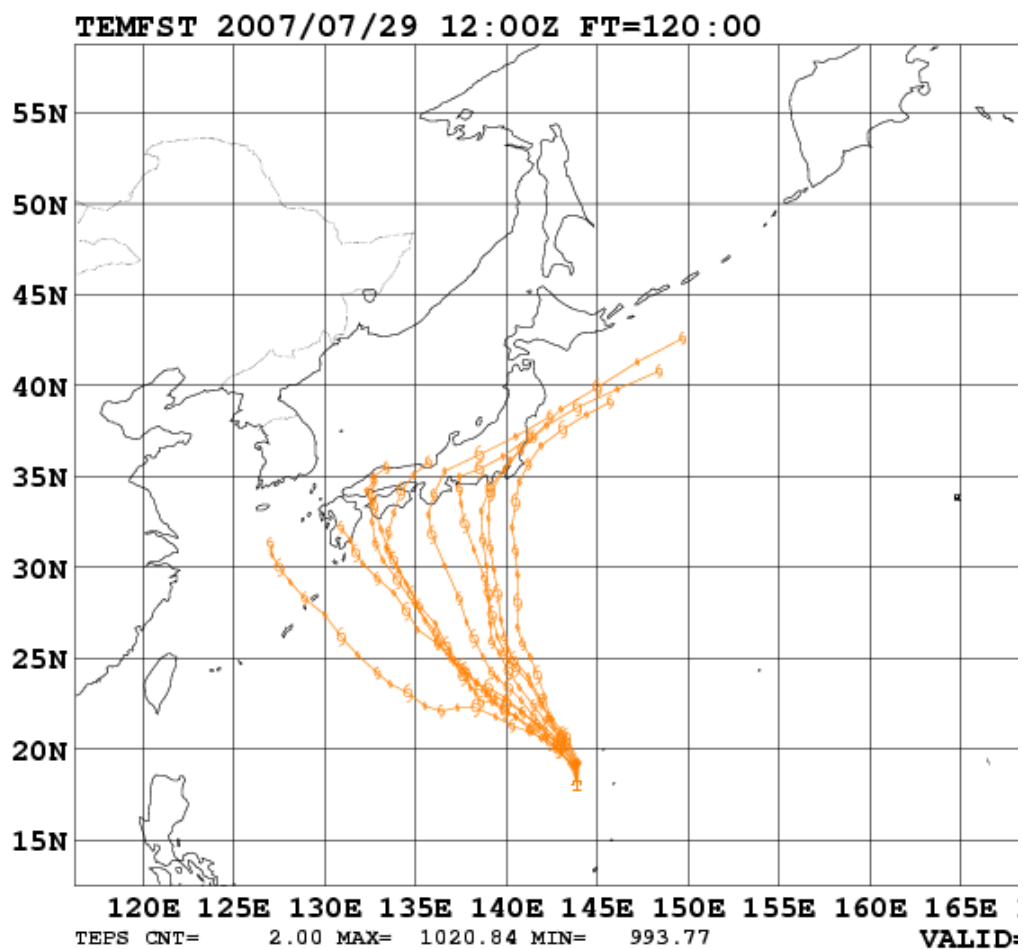 TEMFST 2007/07/29 12:00Z FT=120:00
55N
50N
45N
40N
35N
30N
25N
20N
15N
120E 125E 130E 135E 140E 145E 150E 155E 160E 165E
TEPS CNT= 2.00 MAX= 1020.84 MIN= 993.77 VALID=